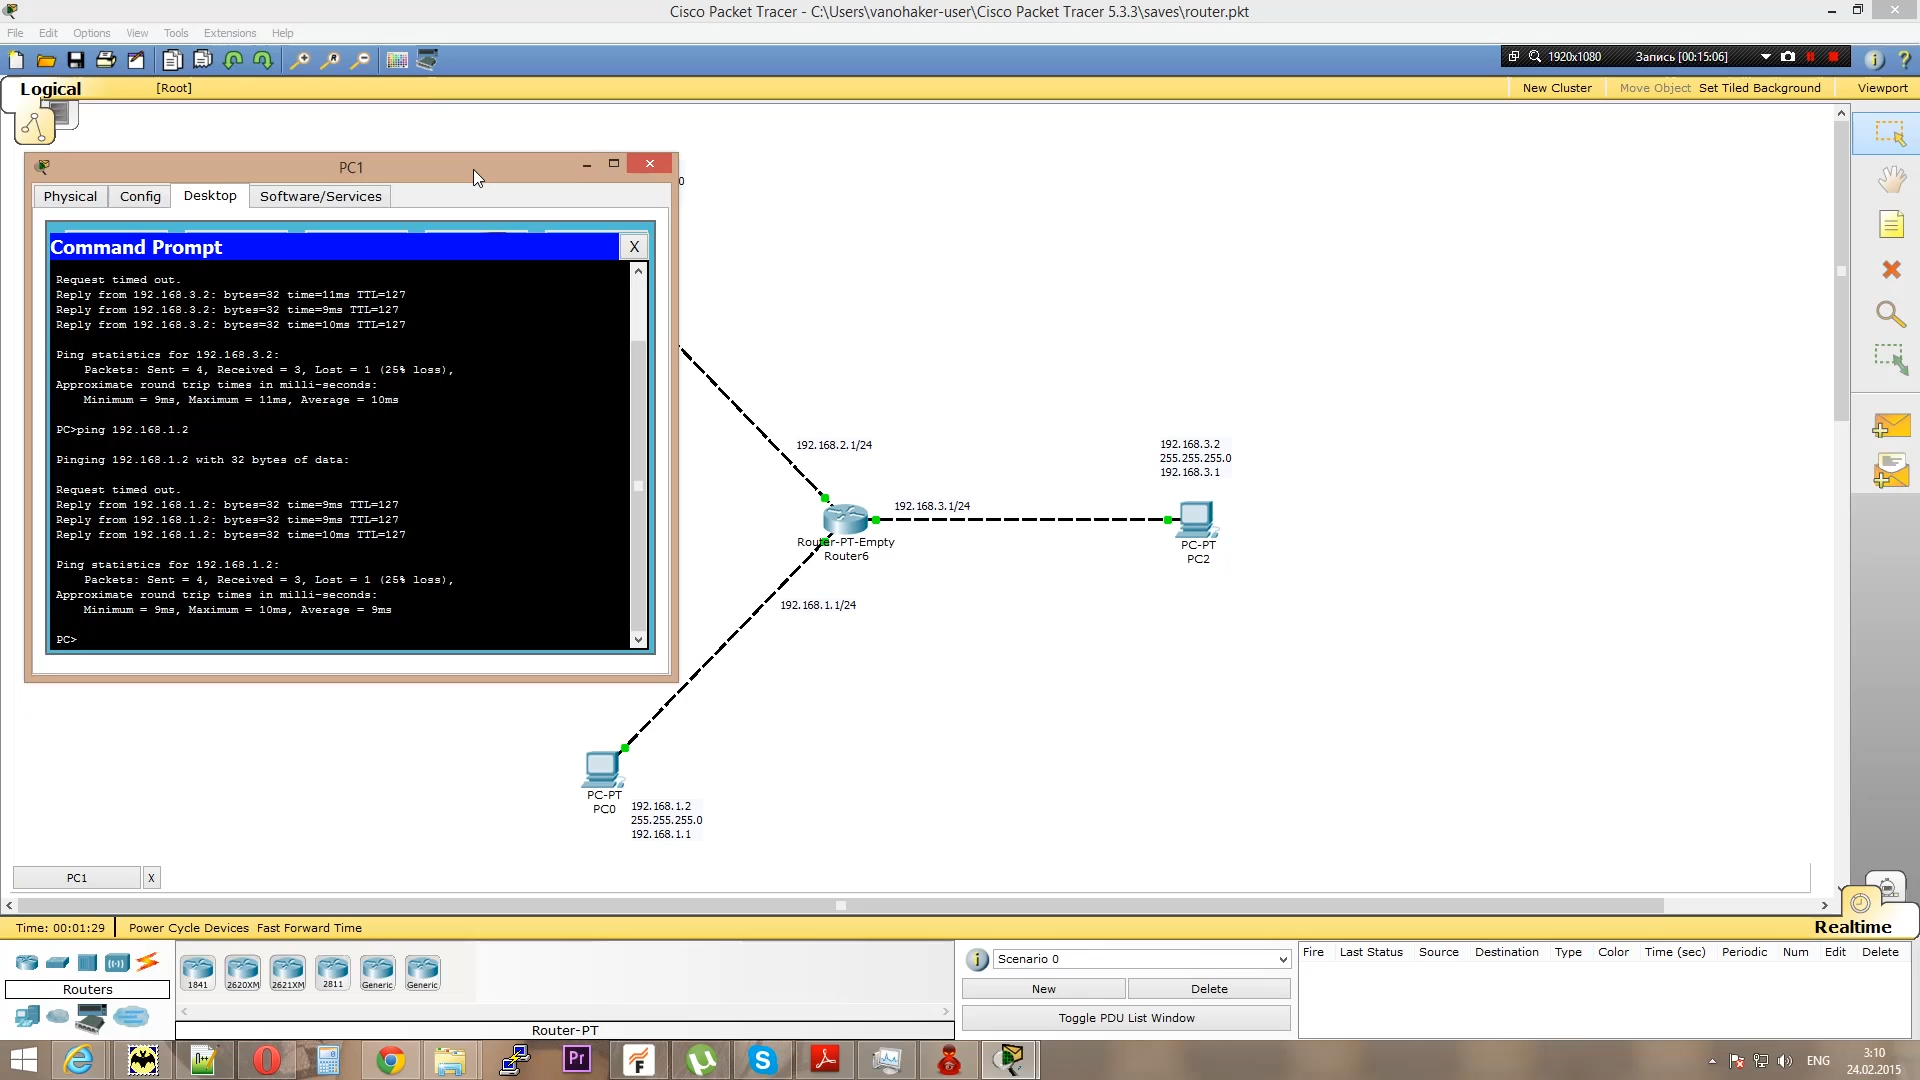 Cisco Packet Tracer - C:\Users\vanohaker-user\Cisco Packet Tracer 5.3.3\saves\router.pkt
File Edit Options View Tools Extensions Help
1920x1080 Запись [00:15:06]
Logical [Root] New Cluster Move Object Set Tiled Background Viewport
PC1
0
Physical Config Desktop Software/Services
Command Prompt X
Request timed out.
Reply from 192.168.3.2: bytes=32 time=11ms TTL=127
Reply from 192.168.3.2: bytes=32 time=9ms TTL=127
Reply from 192.168.3.2: bytes=32 time=10ms TTL=127
Ping statistics for 192.168.3.2:
Packets: Sent = 4, Received = 3, Lost = 1 (25% loss),
Approximate round trip times in milli-seconds:
Minimum = 9ms, Maximum = 11ms, Average = 10ms
PC>ping 192.168.1.2
Pinging 192.168.1.2 with 32 bytes of data:
Request timed out.
Reply from 192.168.1.2: bytes=32 time=9ms TTL=127
Reply from 192.168.1.2: bytes=32 time=9ms TTL=127
Reply from 192.168.1.2: bytes=32 time=10ms TTL=127
Ping statistics for 192.168.1.2:
Packets: Sent = 4, Received = 3, Lost = 1 (25% loss),
Approximate round trip times in milli-seconds:
Minimum = 9ms, Maximum = 10ms, Average = 9ms
PC>
192.168.2.1/24
192.168.3.1/24
192.168.3.2
255.255.255.0
192.168.3.1
Router-PT-Empty
Router6
PC-PT
PC2
192.168.1.1/24
PC-PT
PC0
192.168.1.2
255.255.255.0
192.168.1.1
PC1 X
Time: 00:01:29 Power Cycle Devices Fast Forward Time Realtime
Routers
1841 2620XM 2621XM 2811 Generic Generic
Router-PT
Scenario 0
New Delete
Toggle PDU List Window
Fire Last Status Source Destination Type Color Time (sec) Periodic Num Edit Delete
ENG
3:10
24.02.2015